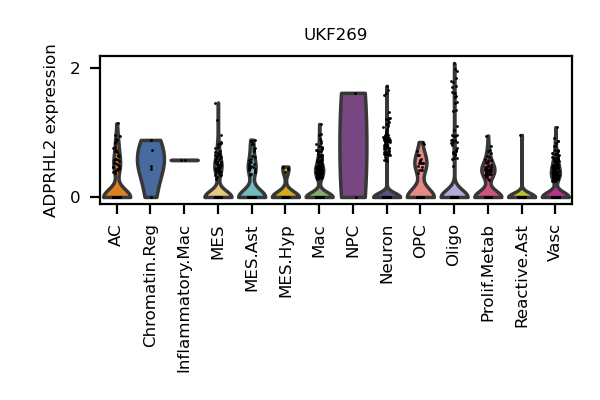 UKF269
ADPRHL2 expression
2
0
AC
Chromatin.Reg
Inflammatory.Mac
MES
MES.Ast
MES.Hyp
Mac
NPC
Neuron
OPC
Oligo
Prolif.Metab
Reactive.Ast
Vasc